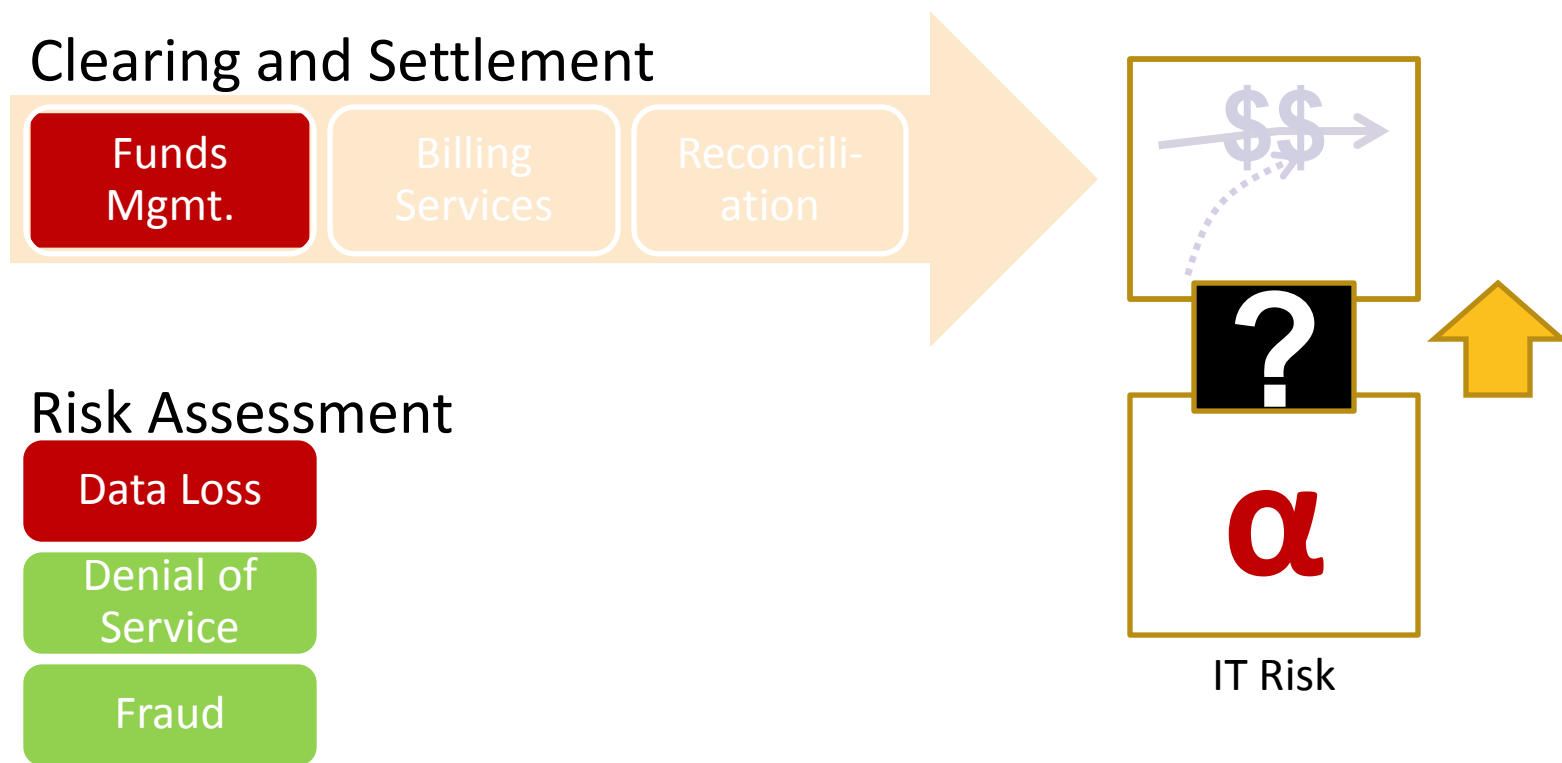 Clearing and Settlement
Funds
Mgmt.
Billing
Services
Reconcili-
ation
$$
?
Risk Assessment
Data Loss
Denial of
Service
Fraud
α
IT Risk